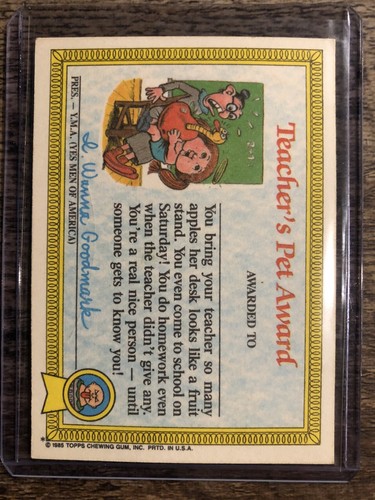 Teacher's Pet Award
AWARDED TO
You bring your teacher so many
apples her desk looks like a fruit
stand. You even come to school on
Saturday! You do homework even
when the teacher didn't give any.
You're a real nice person — until
someone gets to know you!
I Wanna Goodmark
PRES. — Y.M.A. (YES MEN OF AMERICA)
* © 1985 TOPPS CHEWING GUM, INC. PRTD. IN U.S.A.